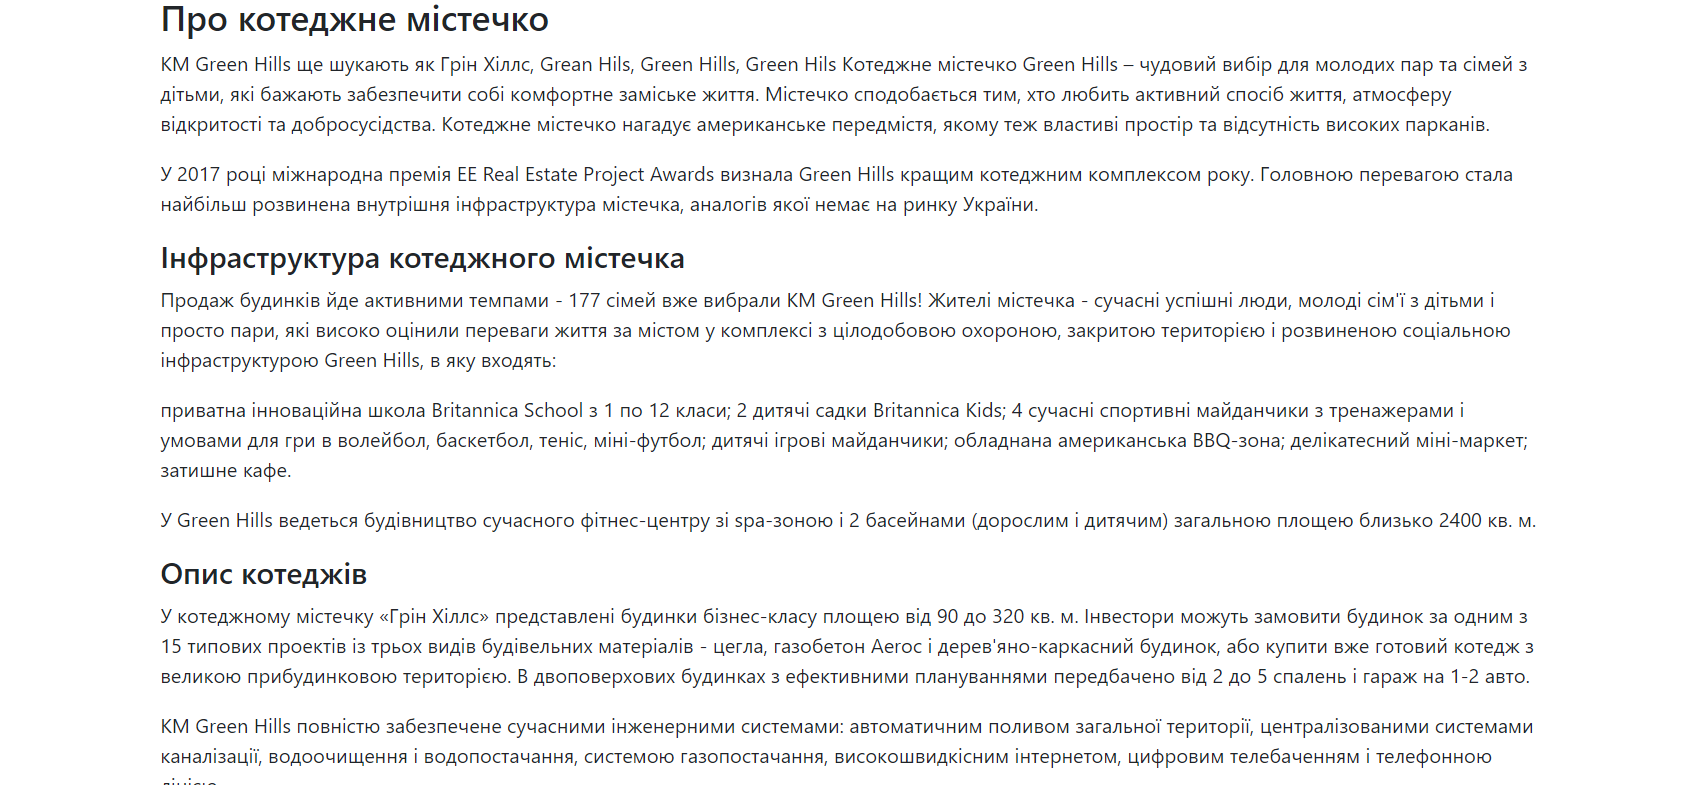 Про котеджне містечко
КМ Green Hills ще шукають як Грін Хіллс, Grean Hils, Green Hills, Green Hils Котеджне містечко Green Hills – чудовий вибір для молодих пар та сімей з
дітьми, які бажають забезпечити собі комфортне заміське життя. Містечко сподобається тим, хто любить активний спосіб життя, атмосферу
відкритості та добросусідства. Котеджне містечко нагадує американське передмістя, якому теж властиві простір та відсутність високих парканів.
У 2017 році міжнародна премія EE Real Estate Project Awards визнала Green Hills кращим котеджним комплексом року. Головною перевагою стала
найбільш розвинена внутрішня інфраструктура містечка, аналогів якої немає на ринку України.
Інфраструктура котеджного містечка
Продаж будинків йде активними темпами - 177 сімей вже вибрали КМ Green Hills! Жителі містечка - сучасні успішні люди, молоді сім'ї з дітьми і
просто пари, які високо оцінили переваги життя за містом у комплексі з цілодобовою охороною, закритою територією і розвиненою соціальною
інфраструктурою Green Hills, в яку входять:
приватна інноваційна школа Britannica School з 1 по 12 класи; 2 дитячі садки Britannica Kids; 4 сучасні спортивні майданчики з тренажерами і
умовами для гри в волейбол, баскетбол, теніс, міні-футбол; дитячі ігрові майданчики; обладнана американська BBQ-зона; делікатесний міні-маркет;
затишне кафе.
У Green Hills ведеться будівництво сучасного фітнес-центру зі spa-зоною і 2 басейнами (дорослим і дитячим) загальною площею близько 2400 кв. м.
Опис котеджів
У котеджному містечку «Грін Хіллс» представлені будинки бізнес-класу площею від 90 до 320 кв. м. Інвестори можуть замовити будинок за одним з
15 типових проектів із трьох видів будівельних матеріалів - цегла, газобетон Aeroc і дерев'яно-каркасний будинок, або купити вже готовий котедж з
великою прибудинковою територією. В двоповерхових будинках з ефективними плануваннями передбачено від 2 до 5 спалень і гараж на 1-2 авто.
КМ Green Hills повністю забезпечене сучасними інженерними системами: автоматичним поливом загальної території, централізованими системами
каналізації, водоочищення і водопостачання, системою газопостачання, високошвидкісним інтернетом, цифровим телебаченням і телефонною